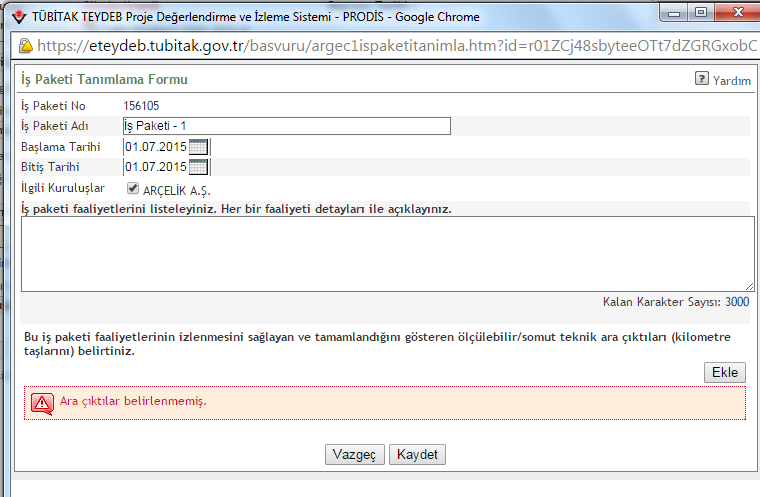 TÜBİTAK TEYDEB Proje Değerlendirme ve İzleme Sistemi - PRODİS - Google Chrome
https://eteydeb.tubitak.gov.tr/basvuru/argec1ispaketitanimla.htm?id=r01ZCj48sbyteeOTt7dZGRGxobC
İş Paketi Tanımlama Formu
? Yardım
İş Paketi No 156105
İş Paketi Adı İş Paketi - 1
Başlama Tarihi 01.07.2015
Bitiş Tarihi 01.07.2015
İlgili Kuruluşlar ARÇELİK A.Ş.
İş paketi faaliyetlerini listeleyiniz. Her bir faaliyeti detayları ile açıklayınız.
Kalan Karakter Sayısı: 3000
Bu iş paketi faaliyetlerinin izlenmesini sağlayan ve tamamlandığını gösteren ölçülebilir/somut teknik ara çıktıları (kilometre
taşlarını) belirtiniz.
Ekle
Ara çıktılar belirlenmemiş.
Vazgeç Kaydet